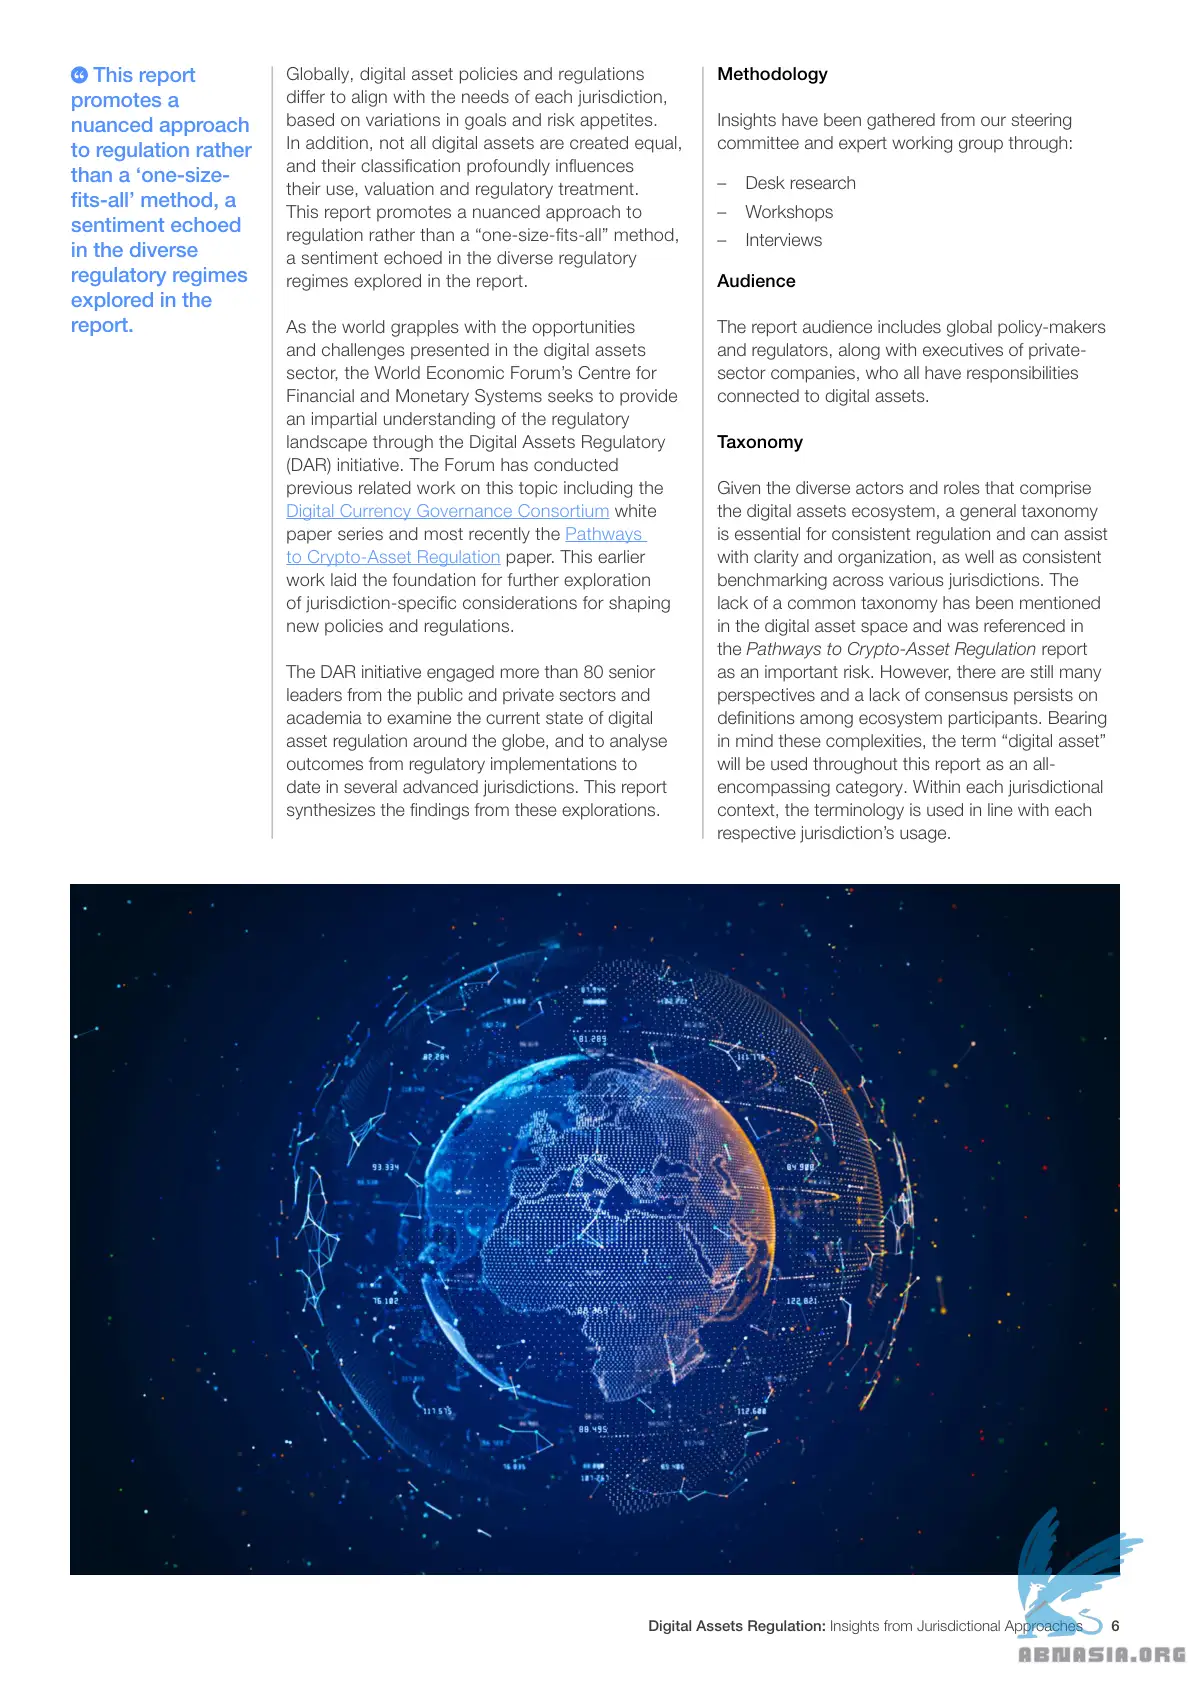 This report
promotes a
nuanced approach
to regulation rather
than a ‘one-size-
fits-all’ method, a
sentiment echoed
in the diverse
regulatory regimes
explored in the
report.
Globally, digital asset policies and regulations
differ to align with the needs of each jurisdiction,
based on variations in goals and risk appetites.
In addition, not all digital assets are created equal,
and their classification profoundly influences
their use, valuation and regulatory treatment.
This report promotes a nuanced approach to
regulation rather than a “one-size-fits-all” method,
a sentiment echoed in the diverse regulatory
regimes explored in the report.
As the world grapples with the opportunities
and challenges presented in the digital assets
sector, the World Economic Forum’s Centre for
Financial and Monetary Systems seeks to provide
an impartial understanding of the regulatory
landscape through the Digital Assets Regulatory
(DAR) initiative. The Forum has conducted
previous related work on this topic including the
Digital Currency Governance Consortium white
paper series and most recently the Pathways
to Crypto-Asset Regulation paper. This earlier
work laid the foundation for further exploration
of jurisdiction-specific considerations for shaping
new policies and regulations.
The DAR initiative engaged more than 80 senior
leaders from the public and private sectors and
academia to examine the current state of digital
asset regulation around the globe, and to analyse
outcomes from regulatory implementations to
date in several advanced jurisdictions. This report
synthesizes the findings from these explorations.
Methodology
Insights have been gathered from our steering
committee and expert working group through:
– Desk research
– Workshops
– Interviews
Audience
The report audience includes global policy-makers
and regulators, along with executives of private-
sector companies, who all have responsibilities
connected to digital assets.
Taxonomy
Given the diverse actors and roles that comprise
the digital assets ecosystem, a general taxonomy
is essential for consistent regulation and can assist
with clarity and organization, as well as consistent
benchmarking across various jurisdictions. The
lack of a common taxonomy has been mentioned
in the digital asset space and was referenced in
the Pathways to Crypto-Asset Regulation report
as an important risk. However, there are still many
perspectives and a lack of consensus persists on
definitions among ecosystem participants. Bearing
in mind these complexities, the term “digital asset”
will be used throughout this report as an all-
encompassing category. Within each jurisdictional
context, the terminology is used in line with each
respective jurisdiction’s usage.
81.289
82.284
93.334
84.980
76.102
122.821
117.575
112.600
88.495
Digital Assets Regulation: Insights from Jurisdictional Approaches 6
ABNASIA.ORG